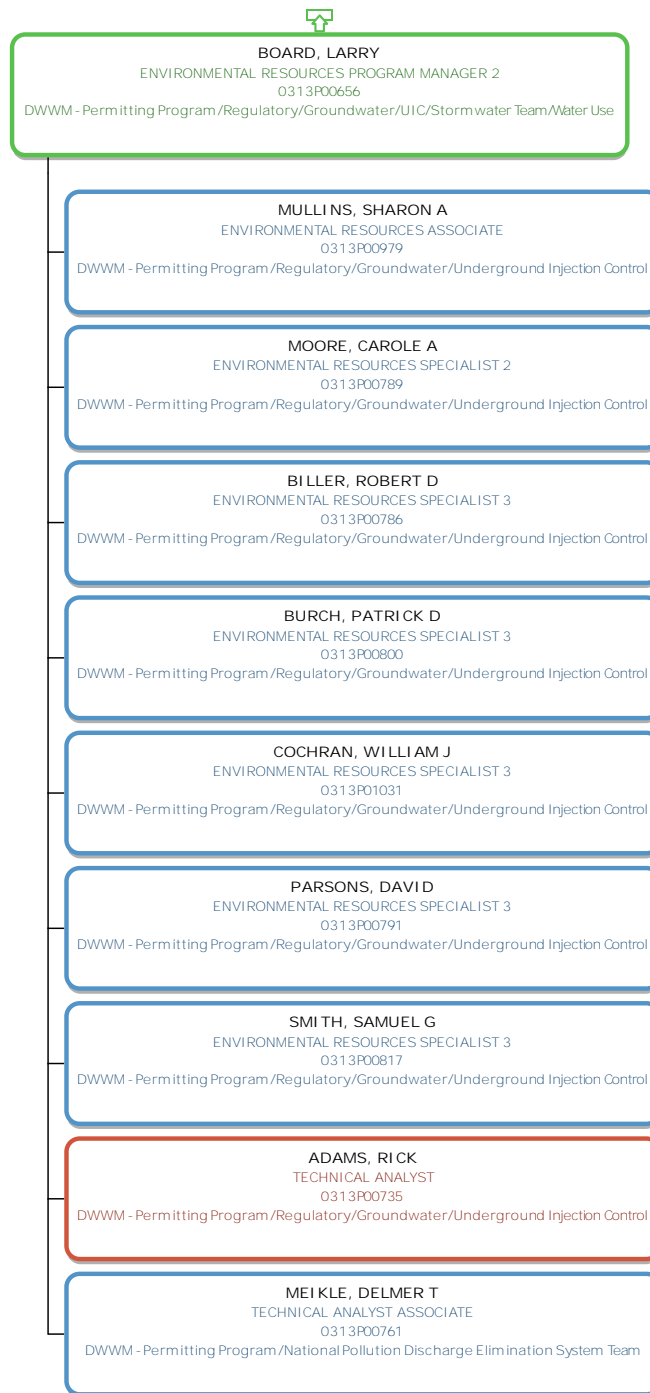 BOARD, LARRY
ENVIRONMENTAL RESOURCES PROGRAM MANAGER 2
0313P00656
DWWM - Permitting Program/Regulatory/Groundwater/UIC/Stormwater Team/Water Use
MULLINS, SHARON A
ENVIRONMENTAL RESOURCES ASSOCIATE
0313P00979
DWWM - Permitting Program/Regulatory/Groundwater/Underground Injection Control
MOORE, CAROLE A
ENVIRONMENTAL RESOURCES SPECIALIST 2
0313P00789
DWWM - Permitting Program/Regulatory/Groundwater/Underground Injection Control
BILLER, ROBERT D
ENVIRONMENTAL RESOURCES SPECIALIST 3
0313P00786
DWWM - Permitting Program/Regulatory/Groundwater/Underground Injection Control
BURCH, PATRICK D
ENVIRONMENTAL RESOURCES SPECIALIST 3
0313P00800
DWWM - Permitting Program/Regulatory/Groundwater/Underground Injection Control
COCHRAN, WILLIAM J
ENVIRONMENTAL RESOURCES SPECIALIST 3
0313P01031
DWWM - Permitting Program/Regulatory/Groundwater/Underground Injection Control
PARSONS, DAVID
ENVIRONMENTAL RESOURCES SPECIALIST 3
0313P00791
DWWM - Permitting Program/Regulatory/Groundwater/Underground Injection Control
SMITH, SAMUEL G
ENVIRONMENTAL RESOURCES SPECIALIST 3
0313P00817
DWWM - Permitting Program/Regulatory/Groundwater/Underground Injection Control
ADAMS, RICK
TECHNICAL ANALYST
0313P00735
DWWM - Permitting Program/Regulatory/Groundwater/Underground Injection Control
MEIKLE, DELMER T
TECHNICAL ANALYST ASSOCIATE
0313P00761
DWWM - Permitting Program/National Pollution Discharge Elimination System Team